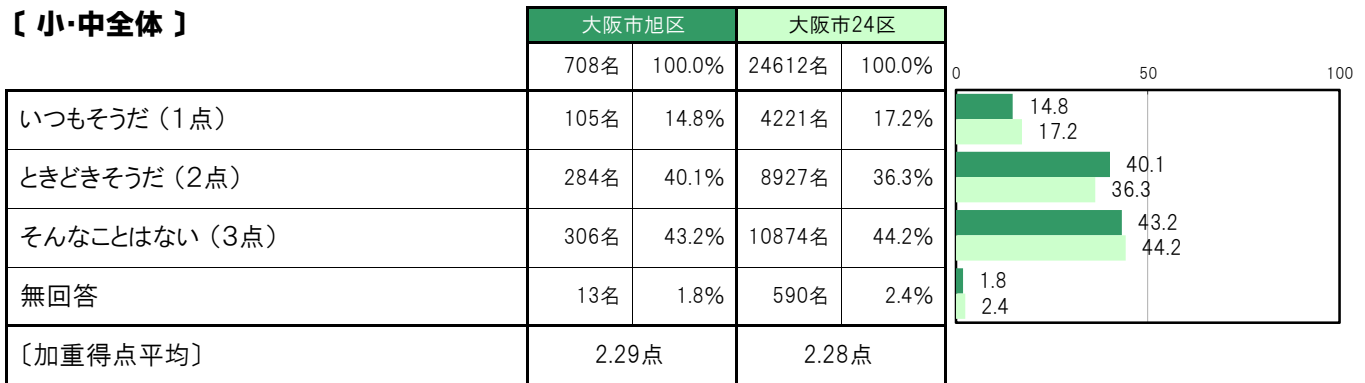 〔 小・中全体 〕
大阪市旭区 大阪市24区
708名 100.0% 24612名 100.0%
0 50 100
いつもそうだ（1点） 105名 14.8% 4221名 17.2%
14.8
17.2
ときどきそうだ（2点） 284名 40.1% 8927名 36.3%
40.1
36.3
そんなことはない（3点） 306名 43.2% 10874名 44.2%
43.2
44.2
無回答 13名 1.8% 590名 2.4%
1.8
2.4
〔加重得点平均〕 2.29点 2.28点